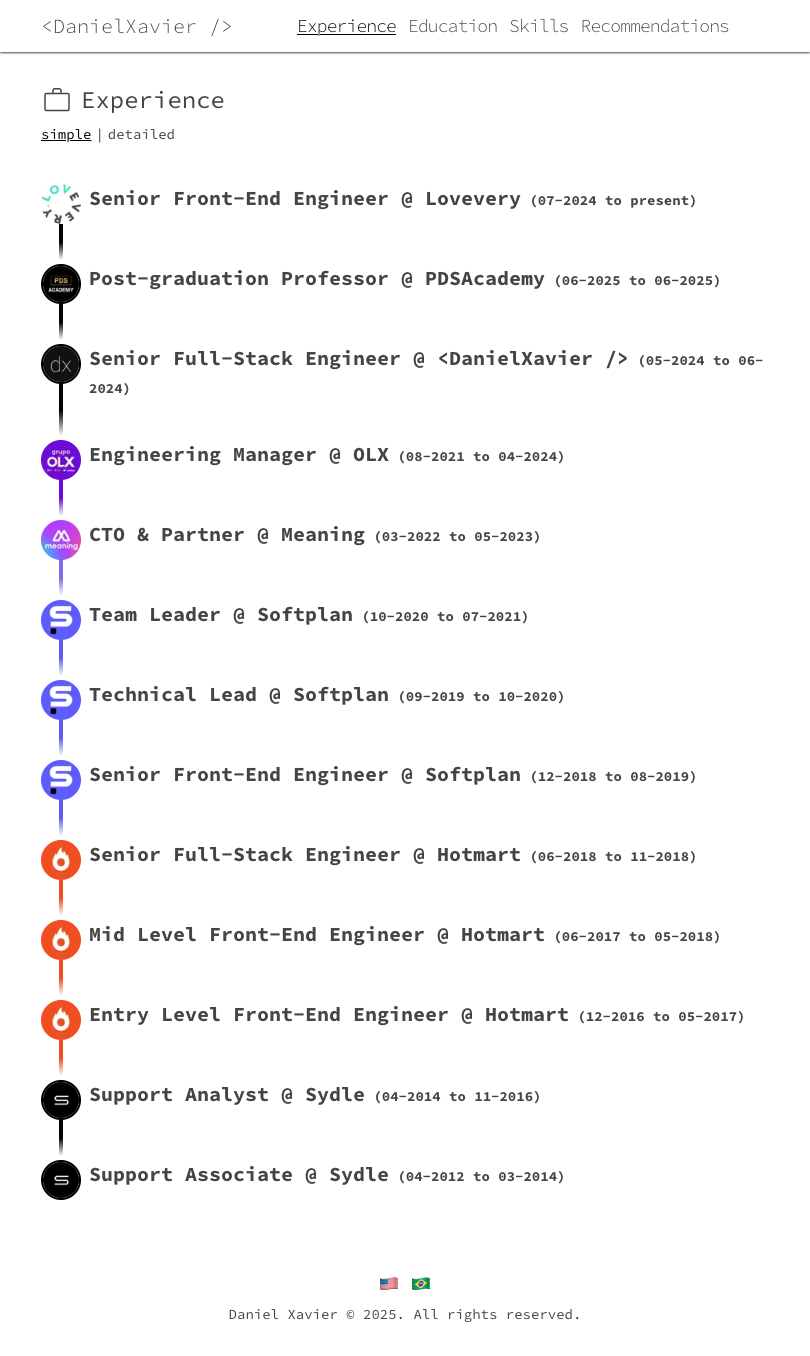 <DanielXavier /> Experience Education Skills Recommendations
Experience
simple | detailed
LOVEVERY.
Senior Front-End Engineer @ Lovevery (07-2024 to present)
PDS
ACADEMY
Post-graduation Professor @ PDSAcademy (06-2025 to 06-2025)
dx
Senior Full-Stack Engineer @ <DanielXavier /> (05-2024 to 06-
2024)
grupo
OLX
Engineering Manager @ OLX (08-2021 to 04-2024)
meaning
CTO & Partner @ Meaning (03-2022 to 05-2023)
S
Team Leader @ Softplan (10-2020 to 07-2021)
S
Technical Lead @ Softplan (09-2019 to 10-2020)
S
Senior Front-End Engineer @ Softplan (12-2018 to 08-2019)
Senior Full-Stack Engineer @ Hotmart (06-2018 to 11-2018)
Mid Level Front-End Engineer @ Hotmart (06-2017 to 05-2018)
Entry Level Front-End Engineer @ Hotmart (12-2016 to 05-2017)
S
Support Analyst @ Sydle (04-2014 to 11-2016)
S
Support Associate @ Sydle (04-2012 to 03-2014)
Daniel Xavier © 2025. All rights reserved.